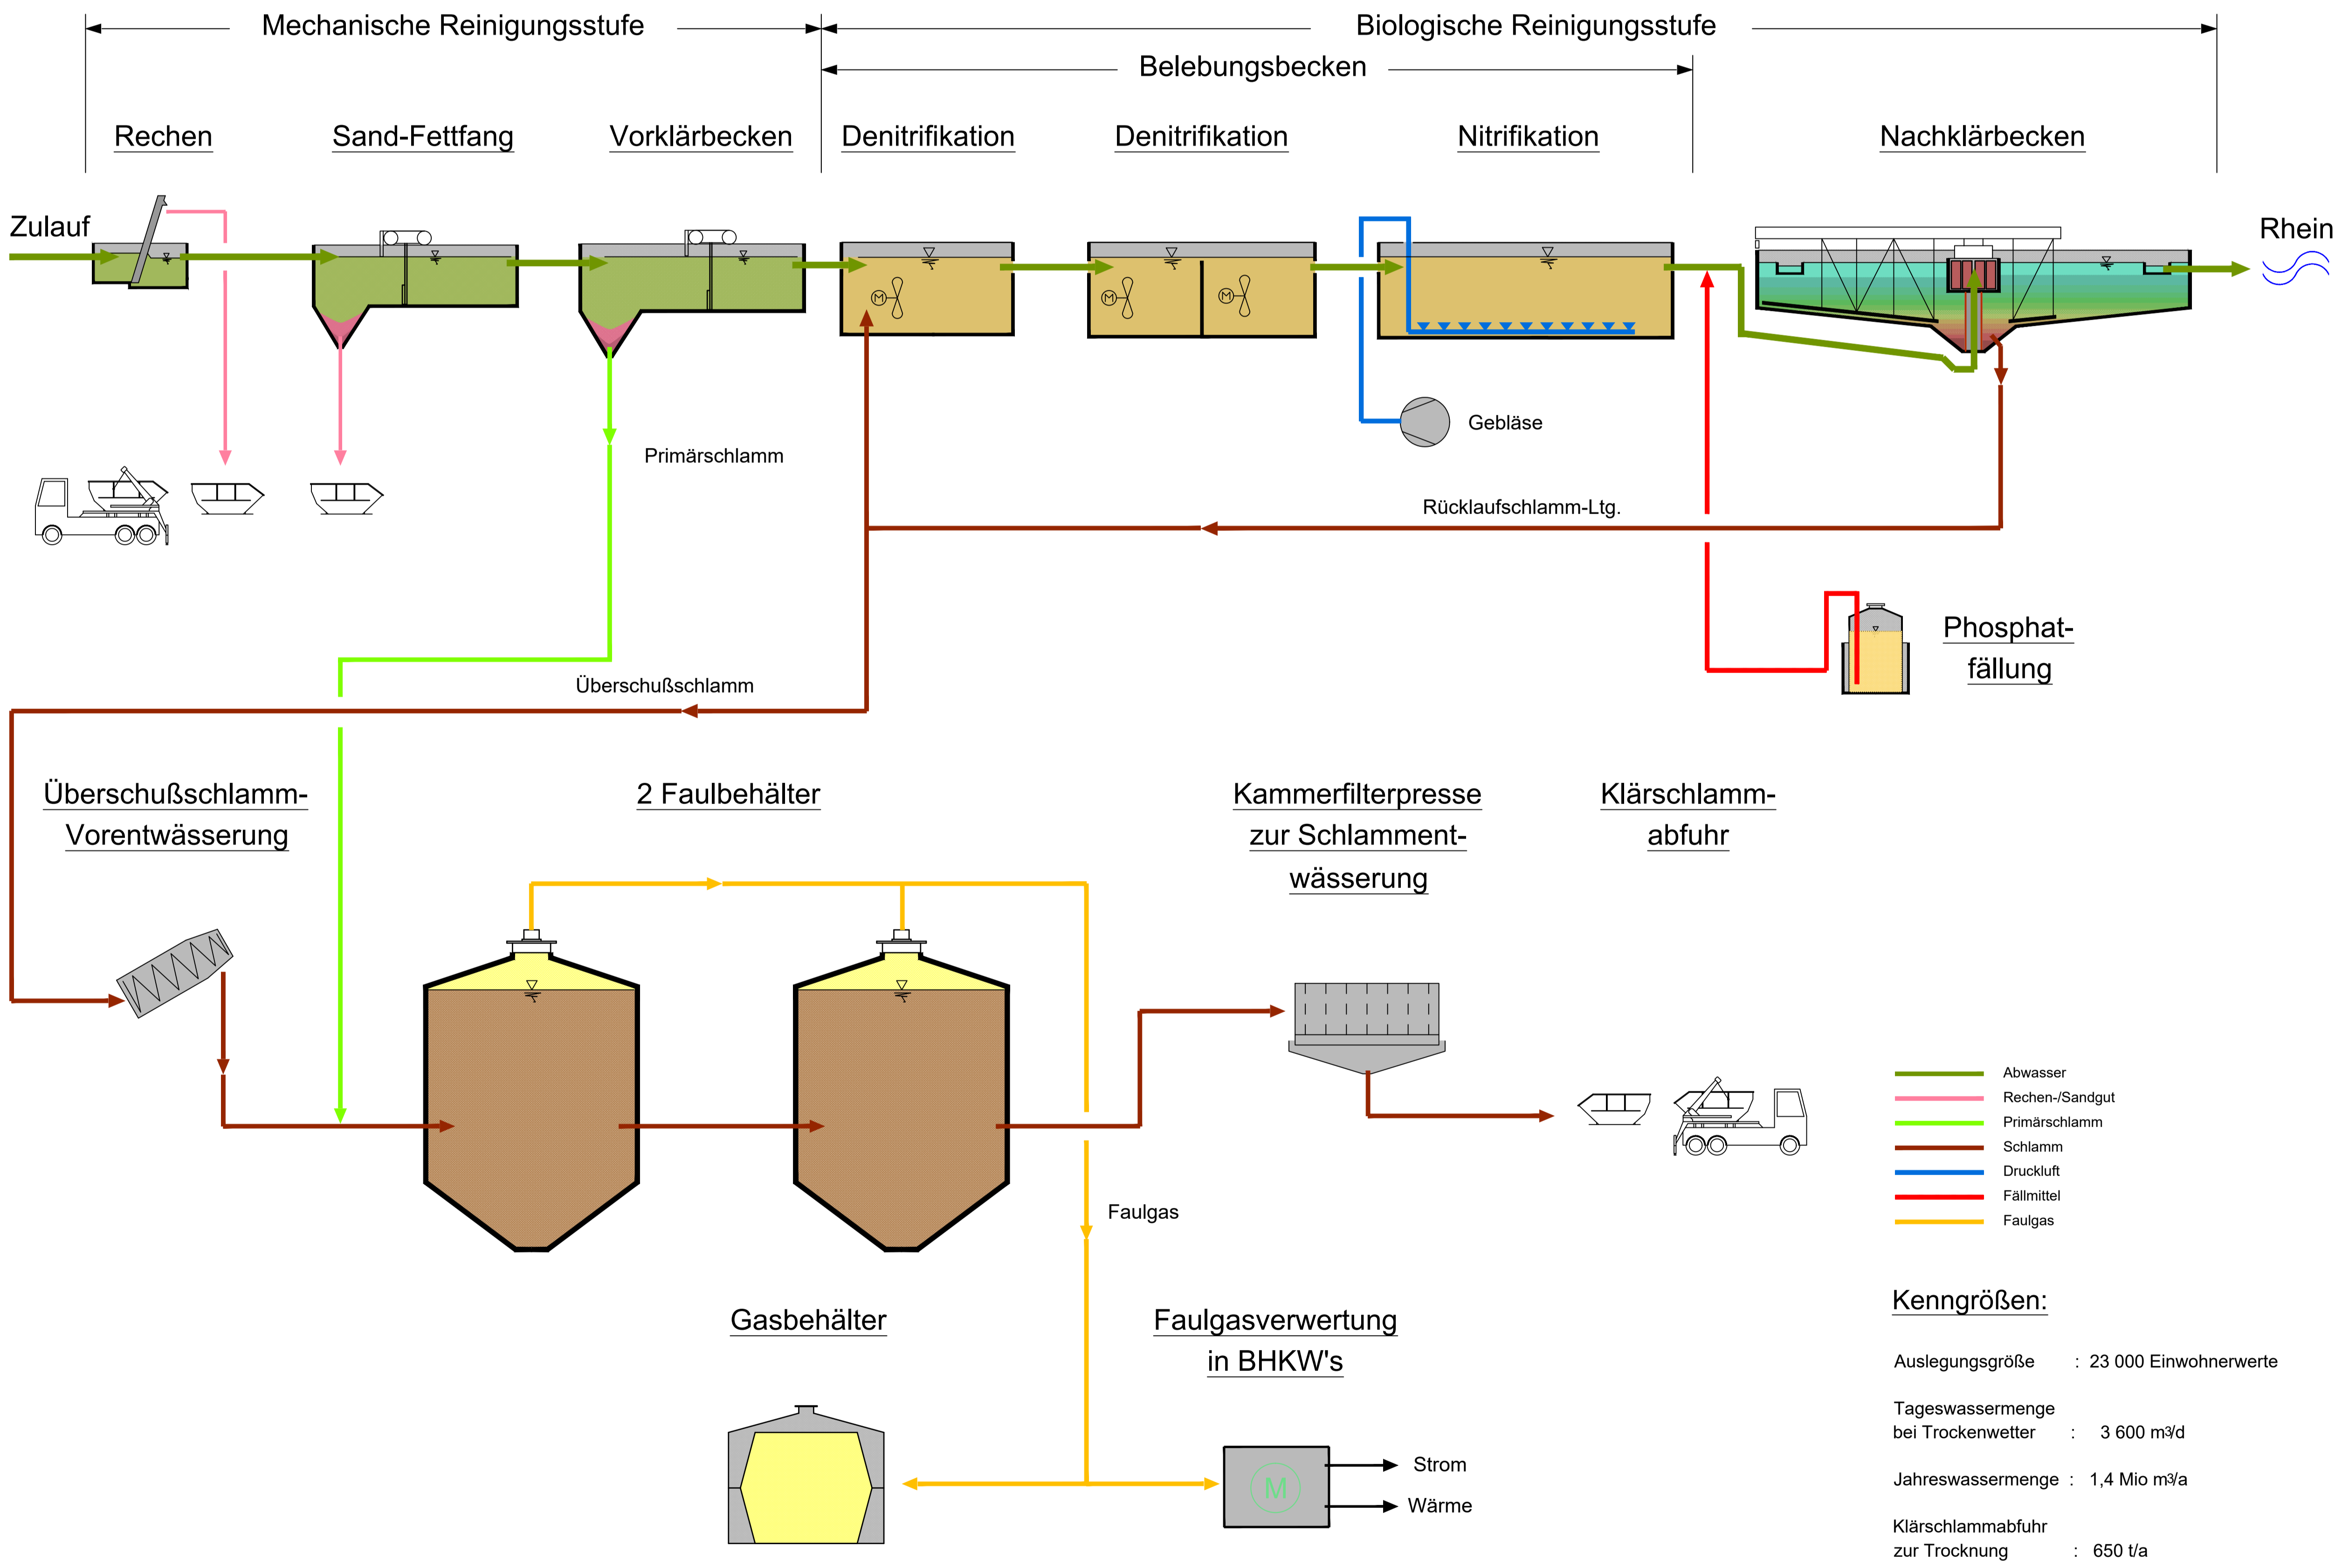 Mechanische Reinigungsstufe
Biologische Reinigungsstufe
Belebungsbecken
Rechen
Sand-Fettfang
Vorklärbecken
Denitrifikation
Denitrifikation
Nitrifikation
Nachklärbecken
Zulauf
Rhein
M
M
M
Gebläse
Primärschlamm
Rücklaufschlamm-Ltg.
Phosphat-
fällung
Überschußschlamm
Überschußschlamm-
Vorentwässerung
2 Faulbehälter
Kammerfilterpresse
zur Schlamment-
wässerung
Klärschlamm-
abfuhr
Abwasser
Rechen-/Sandgut
Primärschlamm
Schlamm
Druckluft
Fällmittel
Faulgas
Faulgas
Gasbehälter
Faulgasverwertung
in BHKW's
M
Strom
Wärme
Kenngrößen:
Auslegungsgröße : 23 000 Einwohnerwerte
Tageswassermenge
bei Trockenwetter : 3 600 m³/d
Jahreswassermenge : 1,4 Mio m³/a
Klärschlammabfuhr
zur Trocknung : 650 t/a